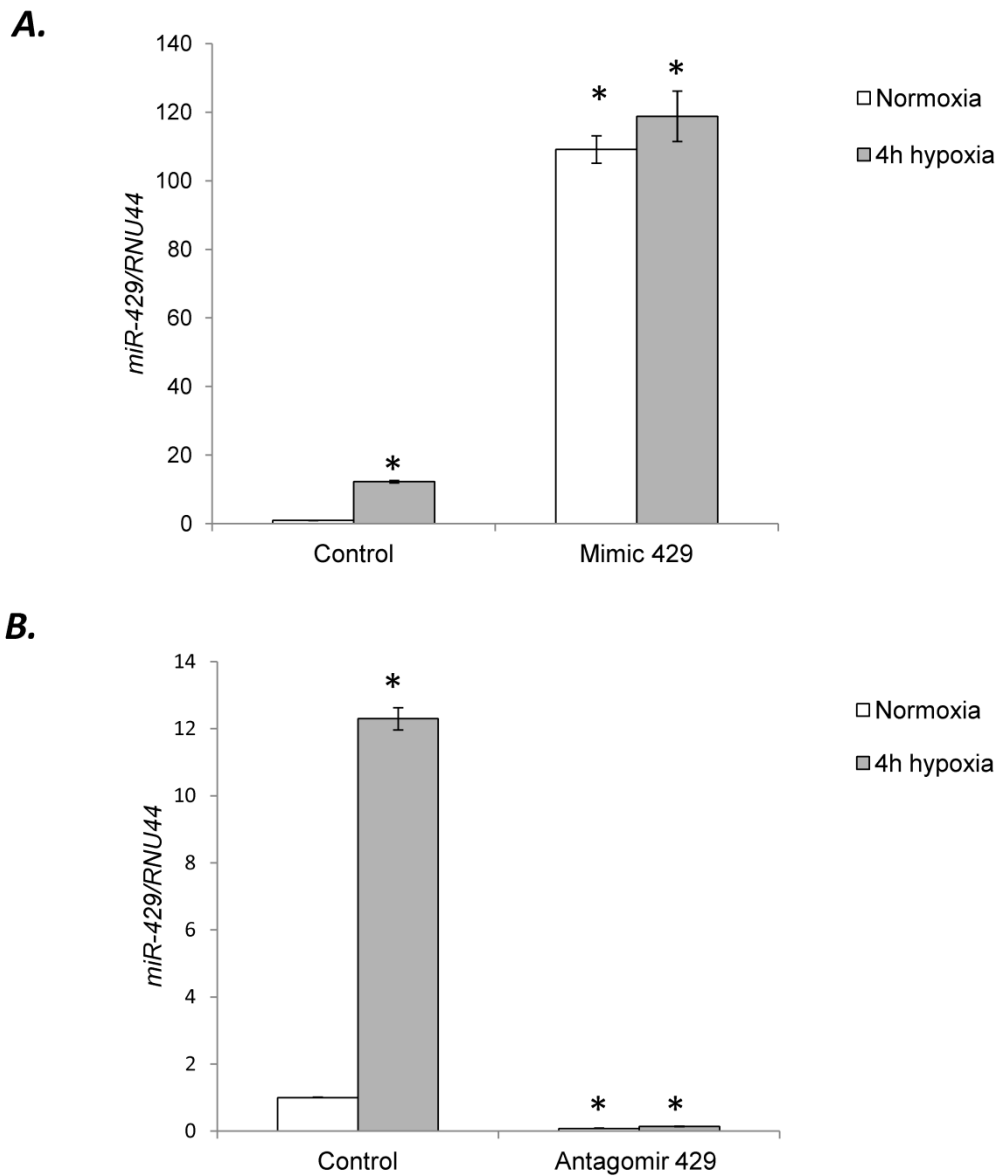 A.
140
120
100
80
60
40
20
0
miR-429/RNU44
*
*
*
Control
Mimic 429
Normoxia
4h hypoxia
B.
14
12
10
8
6
4
2
0
miR-429/RNU44
*
*
*
Control
Antagomir 429
Normoxia
4h hypoxia